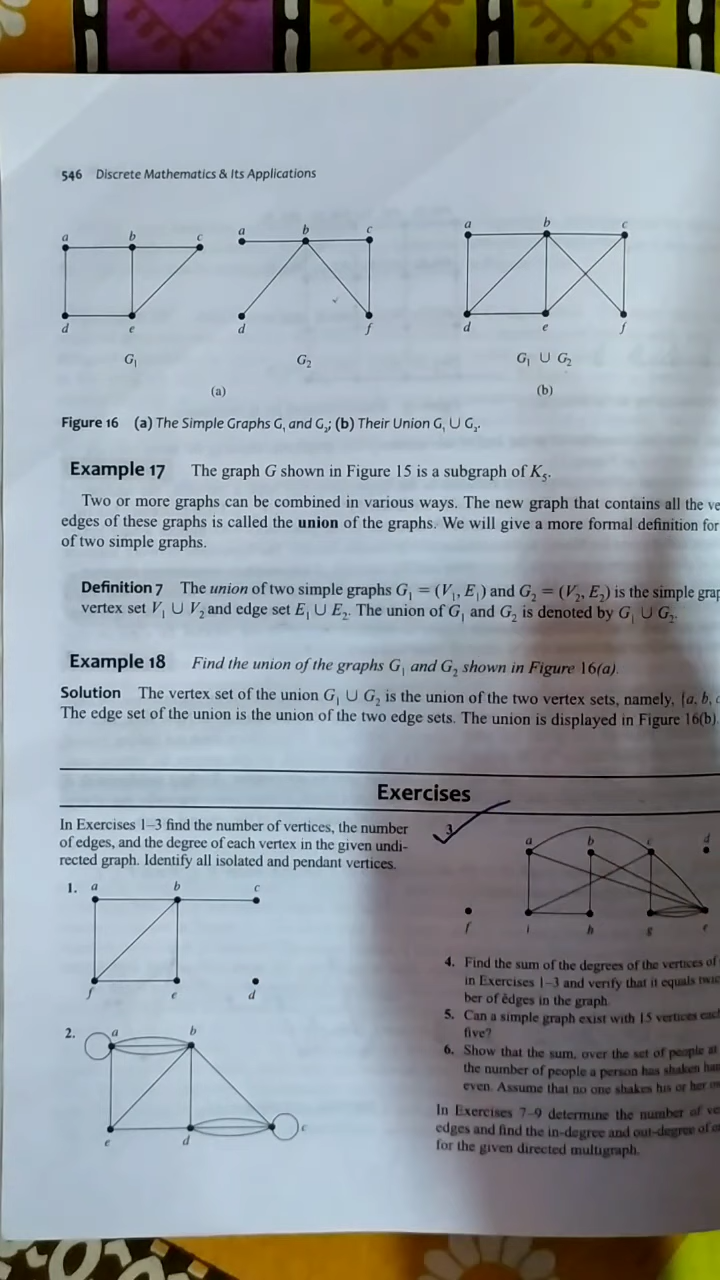 546 Discrete Mathematics & Its Applications
a b c a b c a b c
d e d f d e f
G₁ G₂ G₁ ∪ G₂
(a) (b)
Figure 16 (a) The Simple Graphs G₁ and G₂; (b) Their Union G₁ ∪ G₂.
Example 17 The graph G shown in Figure 15 is a subgraph of K₅.
Two or more graphs can be combined in various ways. The new graph that contains all the
edges of these graphs is called the union of the graphs. We will give a more formal definition for
of two simple graphs.
Definition 7 The union of two simple graphs G₁ = (V₁, E₁) and G₂ = (V₂, E₂) is the simple
vertex set V₁ ∪ V₂ and edge set E₁ ∪ E₂. The union of G₁ and G₂ is denoted by G₁ ∪ G₂.
Example 18 Find the union of the graphs G₁ and G₂ shown in Figure 16(a).
Solution The vertex set of the union G₁ ∪ G₂ is the union of the two vertex sets, namely, {a, b,
The edge set of the union is the union of the two edge sets. The union is displayed in Figure 16(b).
Exercises
In Exercises 1–3 find the number of vertices, the number
of edges, and the degree of each vertex in the given undi-
rected graph. Identify all isolated and pendant vertices.
1. a b c
f e d
2. a b
e d c
3.
a b c d
f i h g e
4. Find the sum of the degrees of the vertices of
in Exercises 1–3 and verify that it equals
ber of edges in the graph.
5. Can a simple graph exist with 15 vertices
five?
6. Show that the sum, over the set of people at
the number of people a person has shaken
even. Assume that no one shakes his or her
In Exercises 7–9 determine the number of
edges and find the in-degree and out-degree of
for the given directed multigraph.